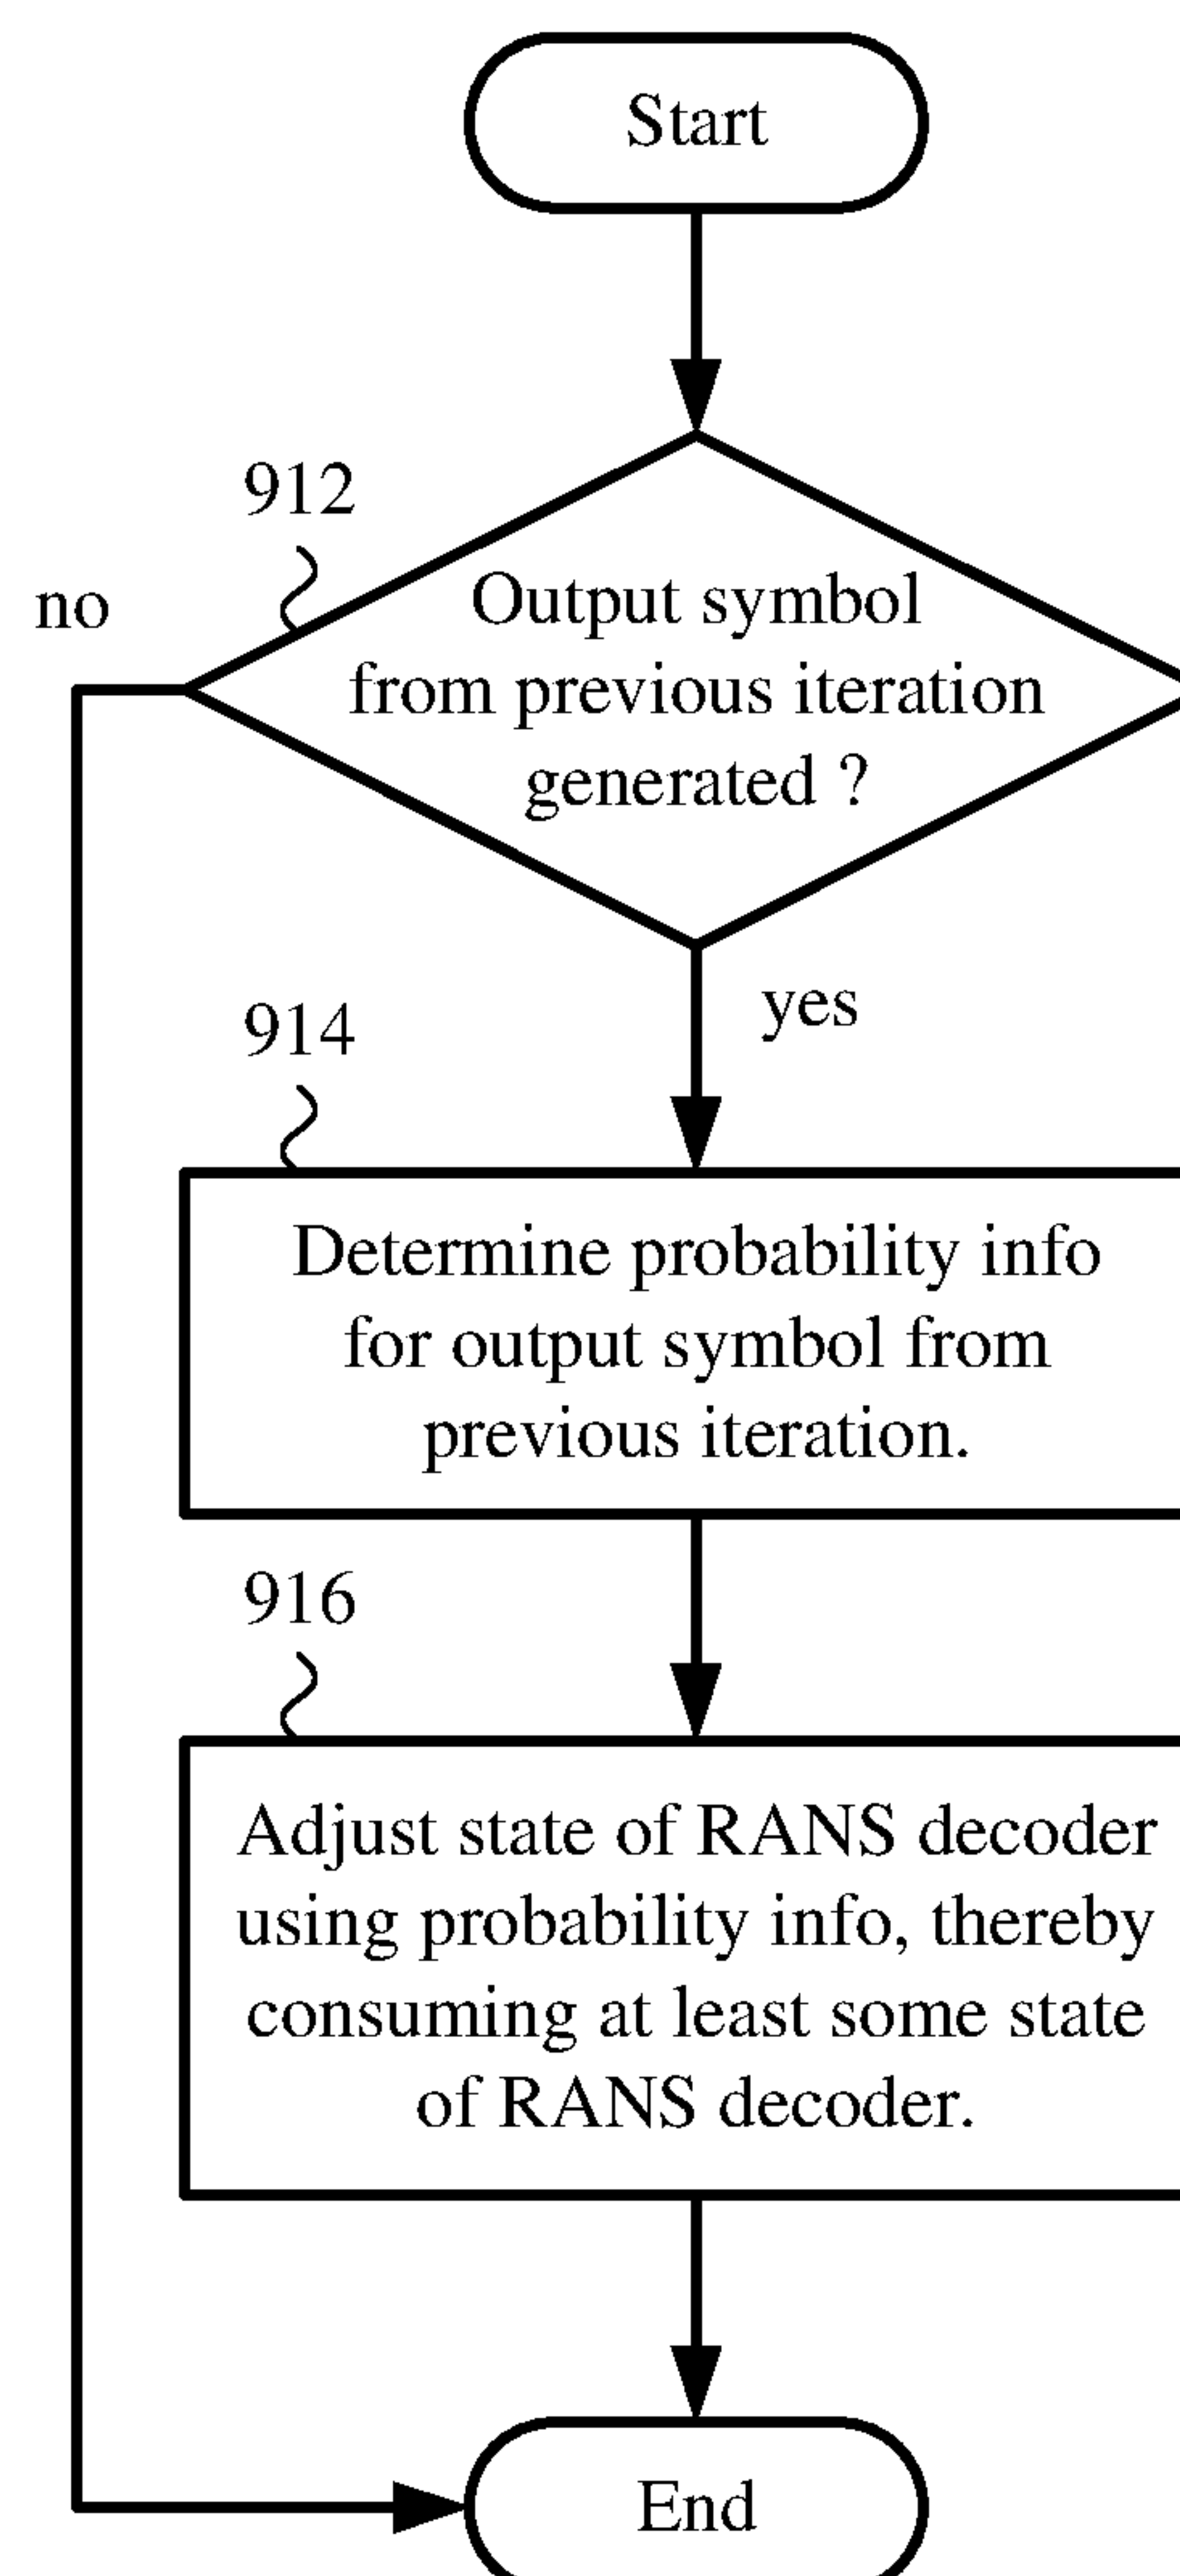 Start
912
no
Output symbol
from previous iteration
generated ?
yes
914
Determine probability info
for output symbol from
previous iteration.
916
Adjust state of RANS decoder
using probability info, thereby
consuming at least some state
of RANS decoder.
End